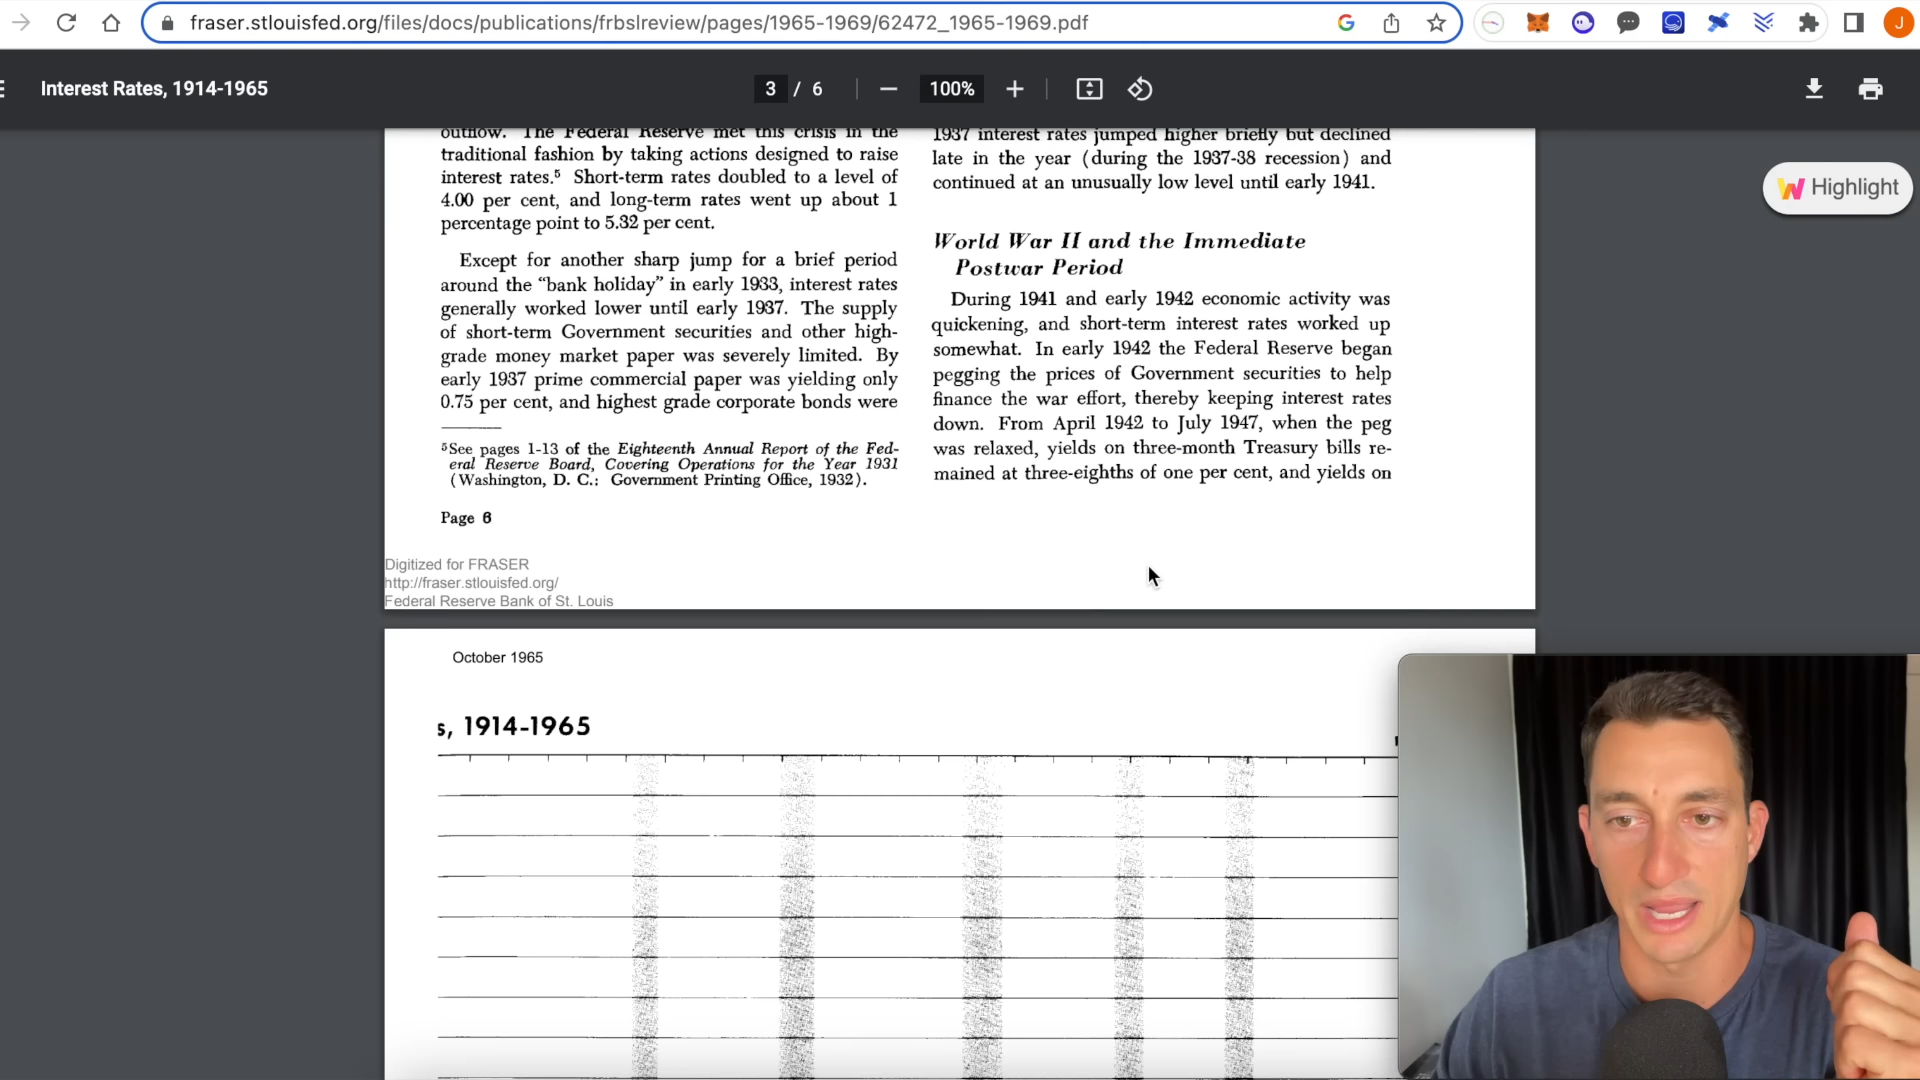 fraser.stlouisfed.org/files/docs/publications/frbslreview/pages/1965-1969/62472_1965-1969.pdf
J
Interest Rates, 1914-1965
3 / 6
100%
Highlight
outflow. The Federal Reserve met this crisis in the
traditional fashion by taking actions designed to raise
interest rates.⁵ Short-term rates doubled to a level of
4.00 per cent, and long-term rates went up about 1
percentage point to 5.32 per cent.
Except for another sharp jump for a brief period
around the “bank holiday” in early 1933, interest rates
generally worked lower until early 1937. The supply
of short-term Government securities and other high-
grade money market paper was severely limited. By
early 1937 prime commercial paper was yielding only
0.75 per cent, and highest grade corporate bonds were
⁵See pages 1-13 of the Eighteenth Annual Report of the Fed-
eral Reserve Board, Covering Operations for the Year 1931
(Washington, D. C.: Government Printing Office, 1932).
Page 6
1937 interest rates jumped higher briefly but declined
late in the year (during the 1937-38 recession) and
continued at an unusually low level until early 1941.
World War II and the Immediate
Postwar Period
During 1941 and early 1942 economic activity was
quickening, and short-term interest rates worked up
somewhat. In early 1942 the Federal Reserve began
pegging the prices of Government securities to help
finance the war effort, thereby keeping interest rates
down. From April 1942 to July 1947, when the peg
was relaxed, yields on three-month Treasury bills re-
mained at three-eighths of one per cent, and yields on
Digitized for FRASER
http://fraser.stlouisfed.org/
Federal Reserve Bank of St. Louis
October 1965
s, 1914-1965